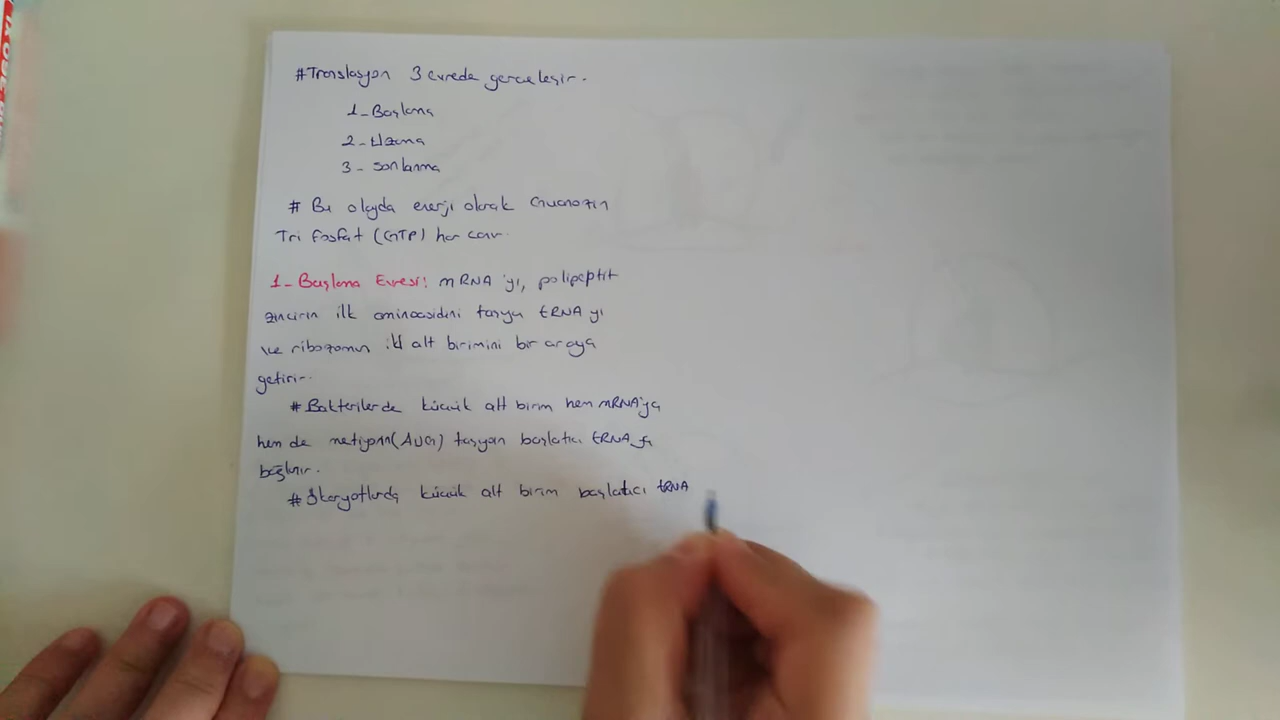 #Translasyon 3 evrede gerçekleşir.
1-Başlama
2-Uzama
3-Sonlanma
# Bu olayda enerji olarak Guanozin
Tri fosfat (GTP) harcanır.
1-Başlama Evresi: mRNA'yı, polipeptit
zincirin ilk aminoasidini taşıyan tRNA yı
ve ribozomun iki alt birimini bir araya
getirir.
#Bakterilerde küçük alt birim hem mRNA'ya
hem de metiyonin(AUG) taşıyan başlatıcı tRNA ya
bağlanır.
#Ökaryotlarda küçük alt birim başlatıcı tRNA